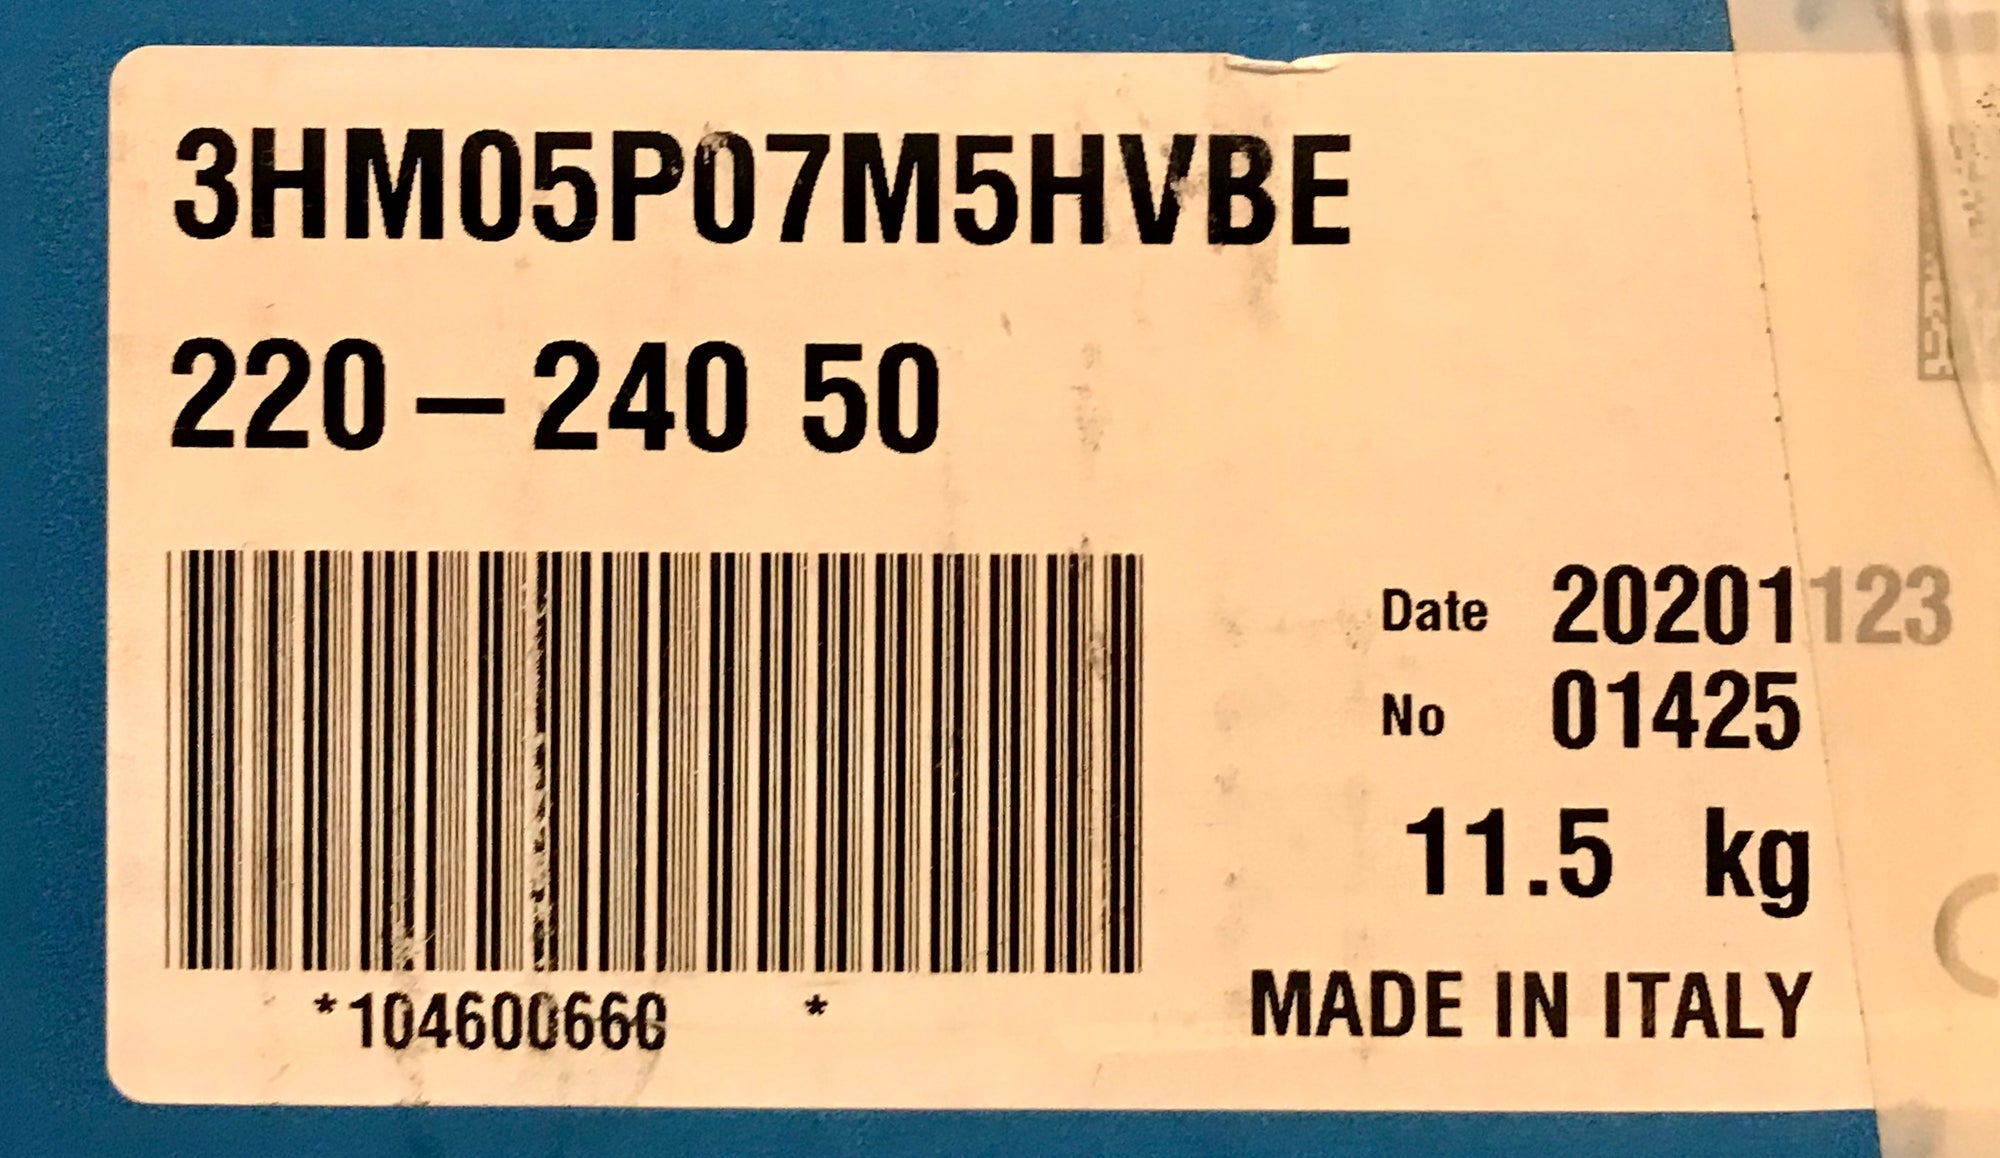 3HM05P07M5HVBE
220 – 240 50
Date 20201123
No 01425
11.5 kg
MADE IN ITALY
*104600660 *